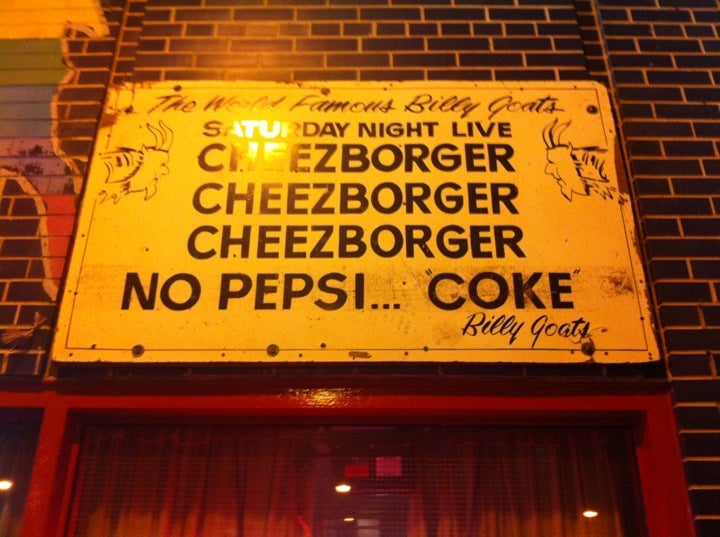 The World Famous Billy Goats
SATURDAY NIGHT LIVE
CHEEZBORGER
CHEEZBORGER
CHEEZBORGER
NO PEPSI... "COKE"
Billy Goats